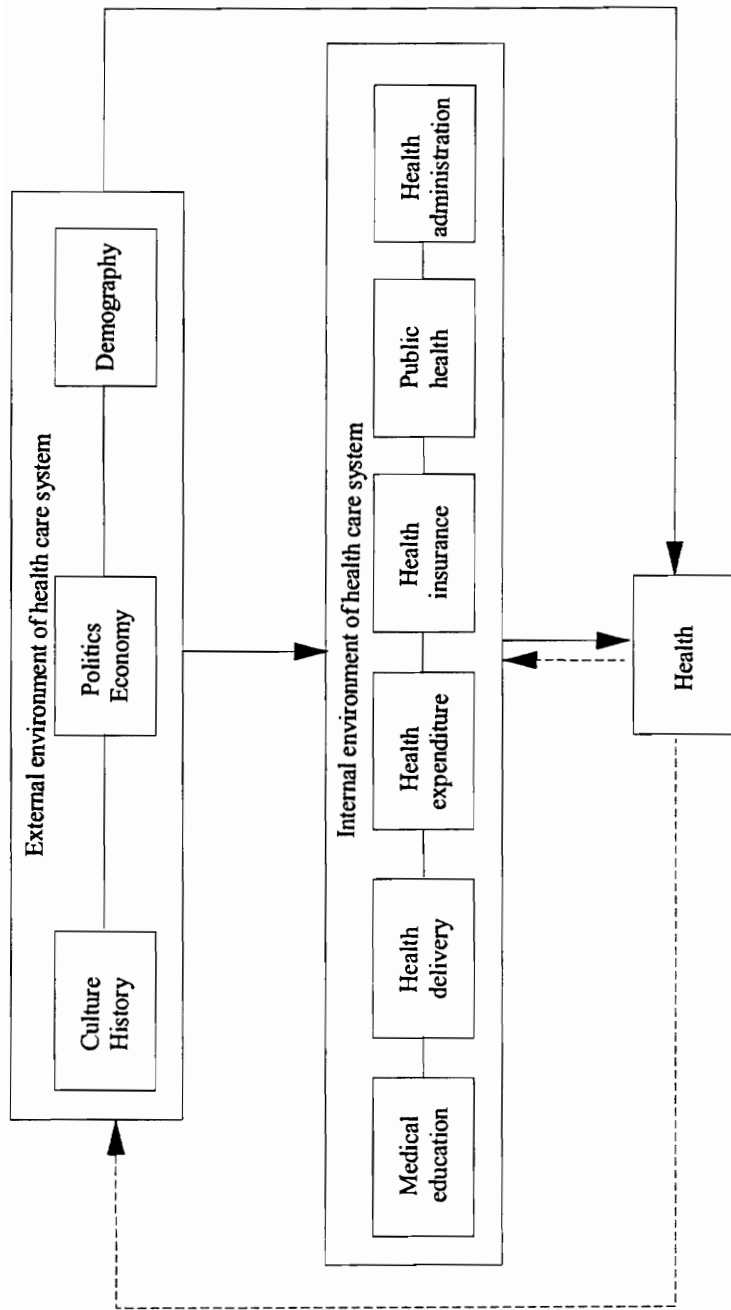 External environment of health care system
Culture
History
Politics
Economy
Demography
Internal environment of health care system
Medical
education
Health
delivery
Health
expenditure
Health
insurance
Public
health
Health
administration
Health